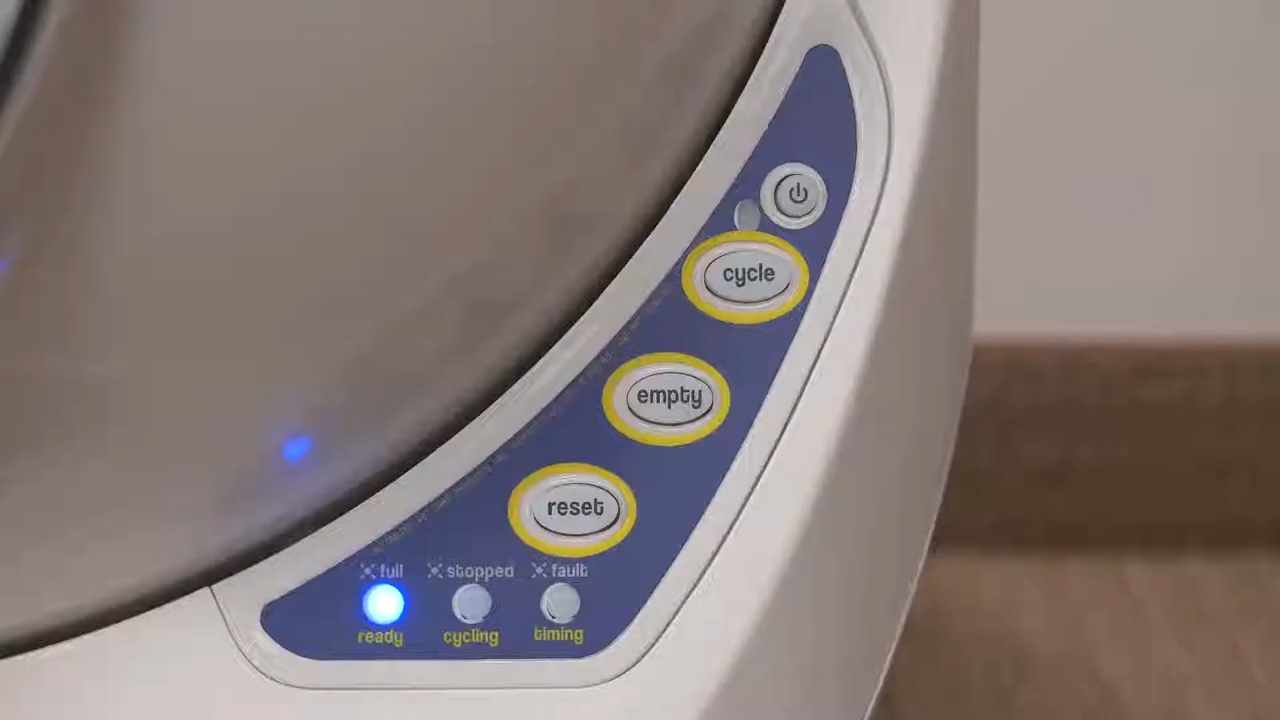 cycle
empty
reset
full stopped fault
ready cycling timing